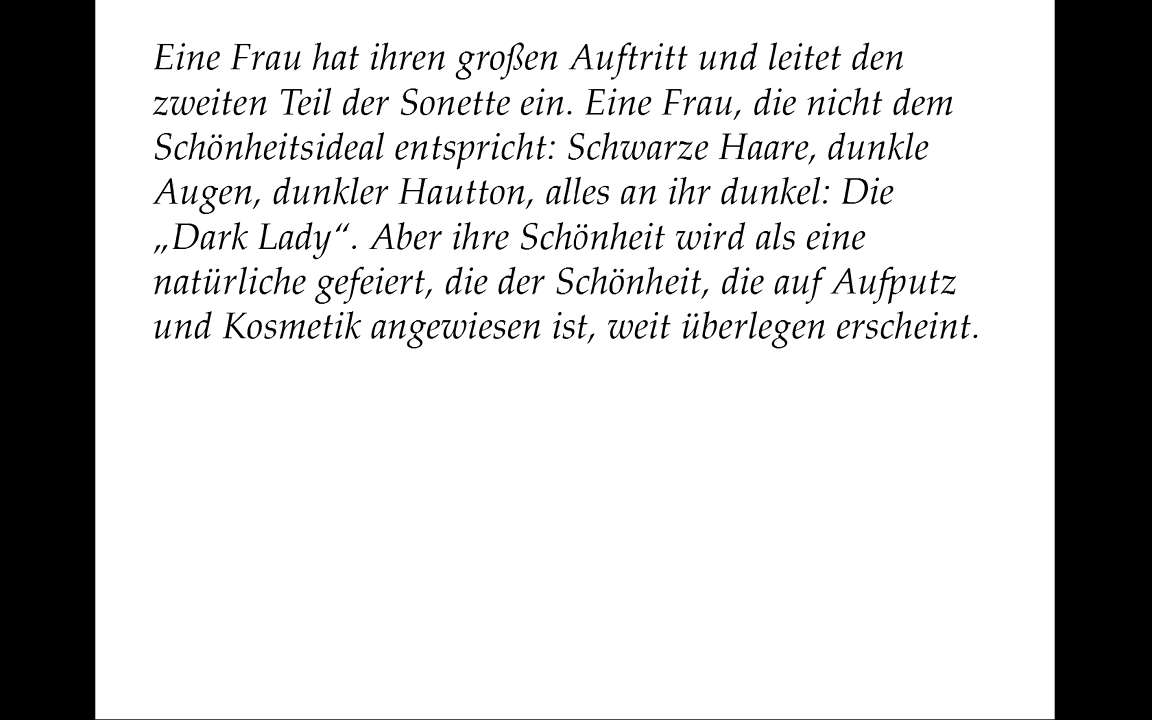 Eine Frau hat ihren großen Auftritt und leitet den
zweiten Teil der Sonette ein. Eine Frau, die nicht dem
Schönheitsideal entspricht: Schwarze Haare, dunkle
Augen, dunkler Hautton, alles an ihr dunkel: Die
„Dark Lady“. Aber ihre Schönheit wird als eine
natürliche gefeiert, die der Schönheit, die auf Aufputz
und Kosmetik angewiesen ist, weit überlegen erscheint.